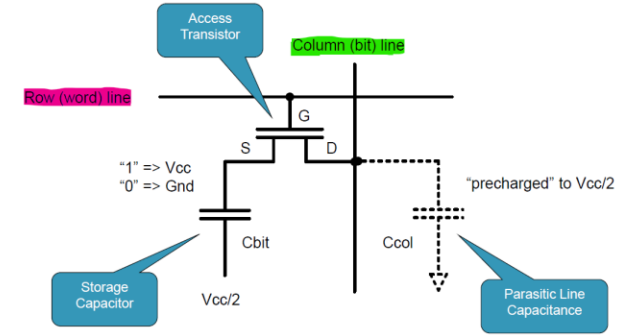 Access
Transistor
Column (bit) line
Row (word) line
G
S
D
“1” => Vcc
“0” => Gnd
“precharged” to Vcc/2
Cbit
Ccol
Storage
Capacitor
Vcc/2
Parasitic Line
Capacitance